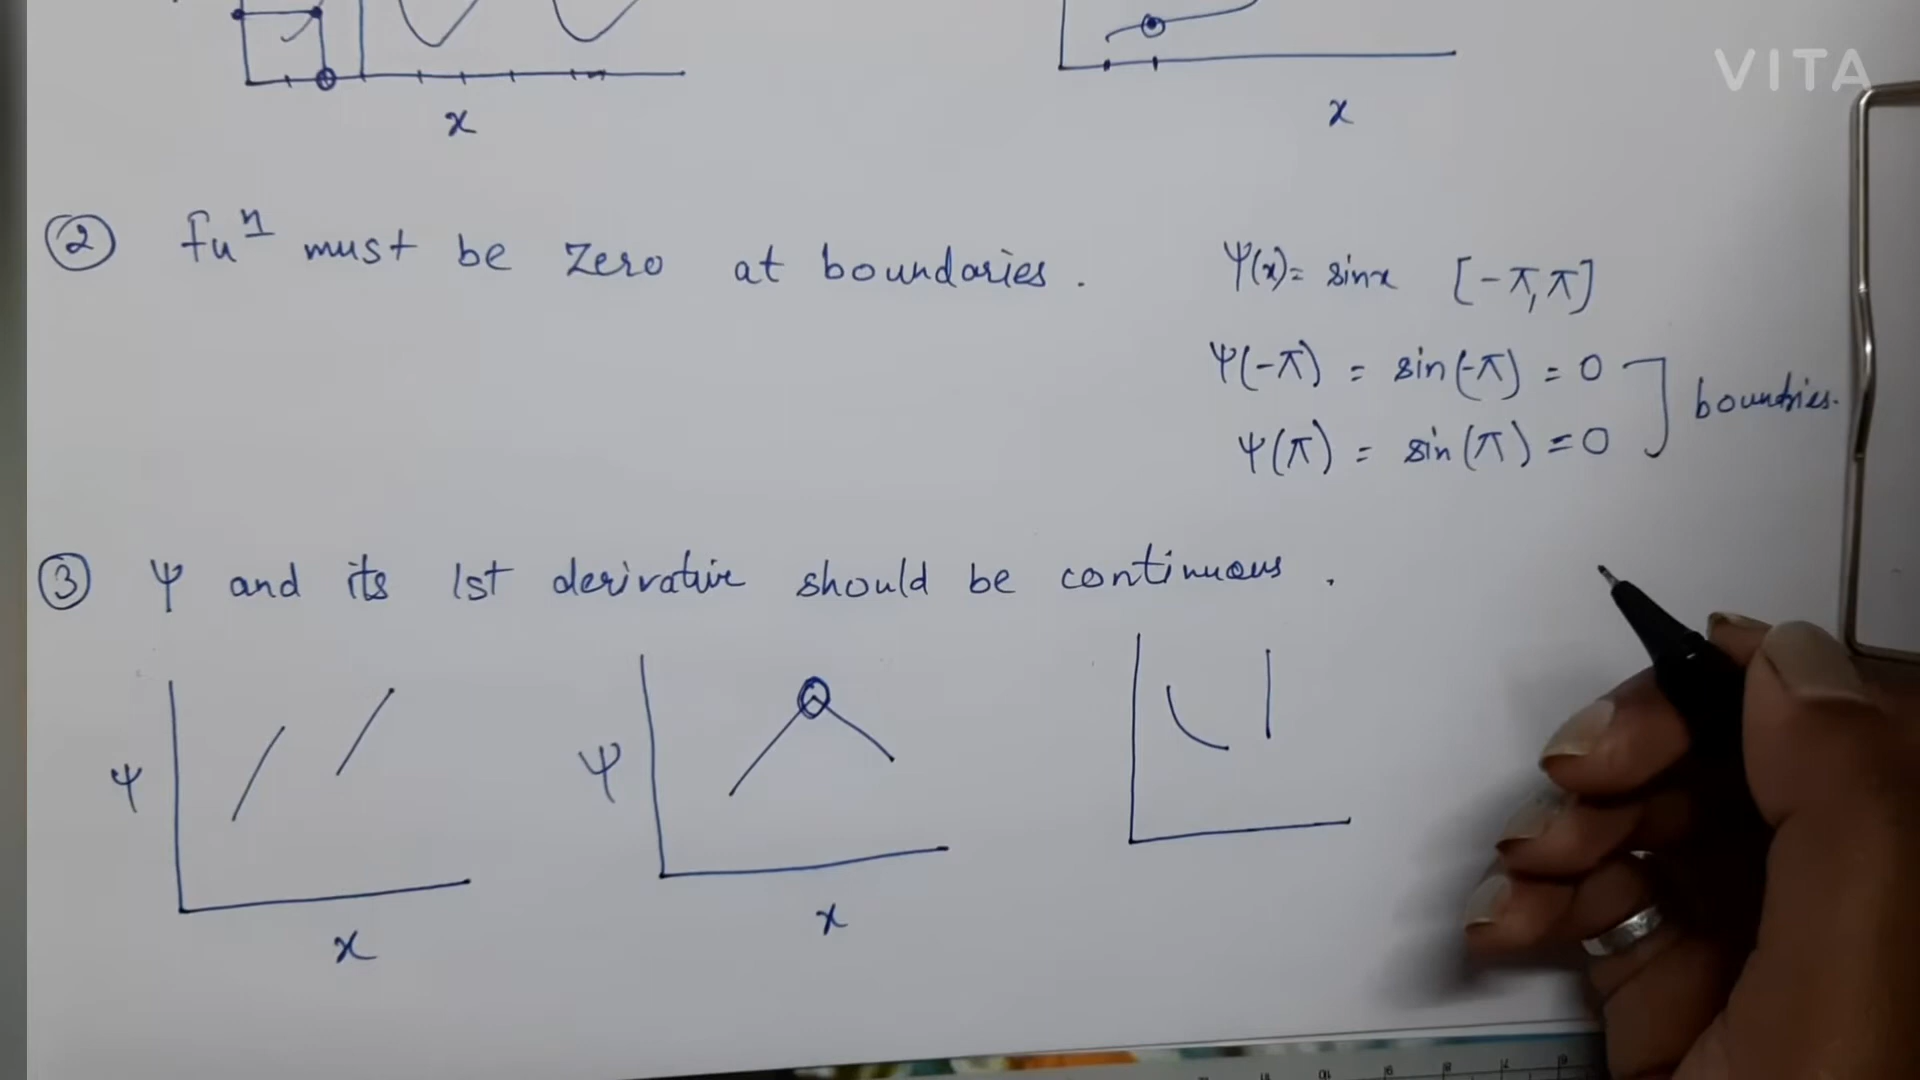 VITA
x
x
② fuⁿ must be zero at boundaries.
ψ(x)= sinx [-π, π]
ψ(-π) = sin(-π) = 0
ψ(π) = sin(π) = 0
boundries.
③ ψ and its 1st derivative should be continuous.
ψ
x
ψ
x